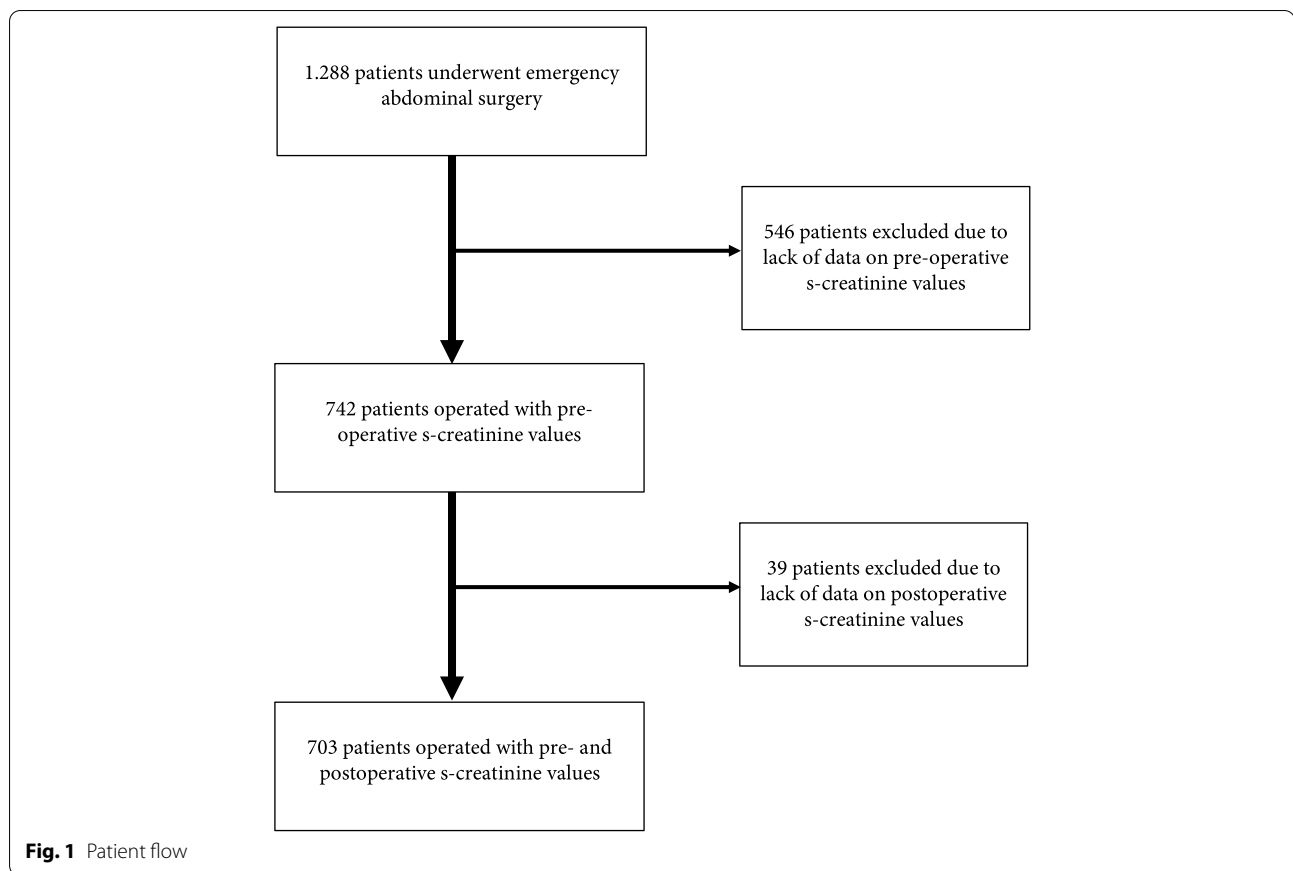 1.288 patients underwent emergency
abdominal surgery
546 patients excluded due to
lack of data on pre-operative
s-creatinine values
742 patients operated with pre-
operative s-creatinine values
39 patients excluded due to
lack of data on postoperative
s-creatinine values
703 patients operated with pre- and
postoperative s-creatinine values
Fig. 1 Patient flow